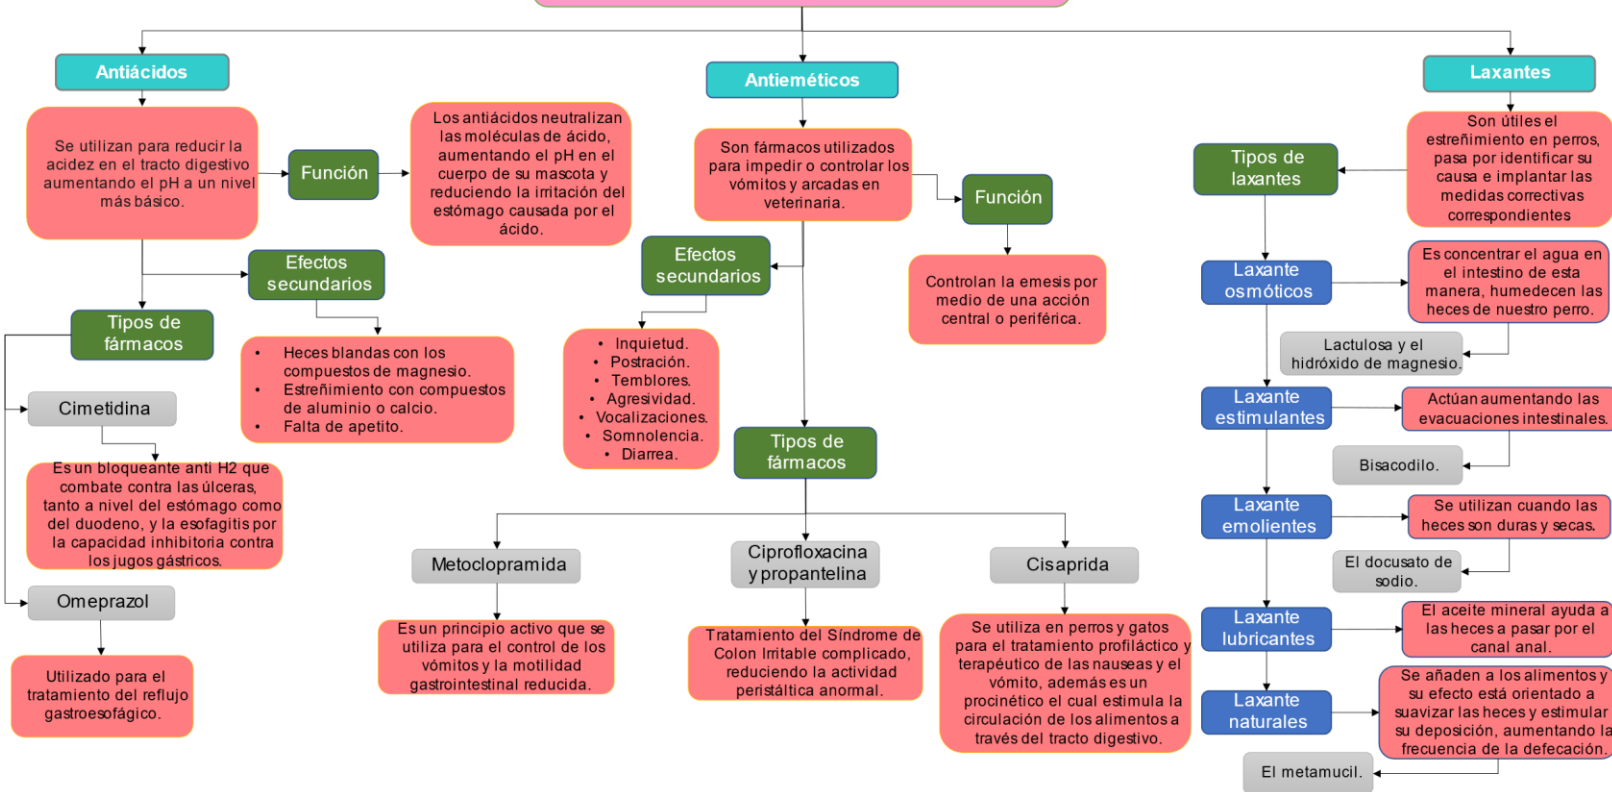 Antiácidos
Se utilizan para reducir la
acidez en el tracto digestivo
aumentando el pH a un nivel
más básico.
Función
Los antiácidos neutralizan
las moléculas de ácido,
aumentando el pH en el
cuerpo de su mascota y
reduciendo la irritación del
estómago causada por el
ácido.
Efectos
secundarios
Heces blandas con los
compuestos de magnesio.
Estreñimiento con compuestos
de aluminio o calcio.
Falta de apetito.
Tipos de
fármacos
Cimetidina
Es un bloqueante anti H2 que
combate contra las úlceras,
tanto a nivel del estómago como
del duodeno, y la esofagitis por
la capacidad inhibitoria contra
los jugos gástricos.
Omeprazol
Utilizado para el
tratamiento del reflujo
gastroesofágico.
Antieméticos
Son fármacos utilizados
para impedir o controlar los
vómitos y arcadas en
veterinaria.
Función
Controlan la emesis por
medio de una acción
central o periférica.
Efectos
secundarios
Inquietud.
Postración.
Temblores.
Agresividad.
Vocalizaciones.
Somnolencia.
Diarrea.
Tipos de
fármacos
Metoclopramida
Es un principio activo que se
utiliza para el control de los
vómitos y la motilidad
gastrointestinal reducida.
Ciprofloxacina
y propantelina
Tratamiento del Síndrome de
Colon Irritable complicado,
reduciendo la actividad
peristáltica anormal.
Cisaprida
Se utiliza en perros y gatos
para el tratamiento profiláctico y
terapéutico de las nauseas y el
vómito, además es un
procinético el cual estimula la
circulación de los alimentos a
través del tracto digestivo.
Laxantes
Son útiles el
estreñimiento en perros,
pasa por identificar su
causa e implantar las
medidas correctivas
correspondientes
Tipos de
laxantes
Laxante
osmóticos
Es concentrar el agua en
el intestino de esta
manera, humedecen las
heces de nuestro perro.
Lactulosa y el
hidróxido de magnesio.
Laxante
estimulantes
Actúan aumentando las
evacuaciones intestinales.
Bisacodilo.
Laxante
emolientes
Se utilizan cuando las
heces son duras y secas.
El docusato de
sodio.
Laxante
lubricantes
El aceite mineral ayuda a
las heces a pasar por el
canal anal.
Laxante
naturales
Se añaden a los alimentos y
su efecto está orientado a
suavizar las heces y estimular
su deposición, aumentando la
frecuencia de la defecación.
El metamucil.